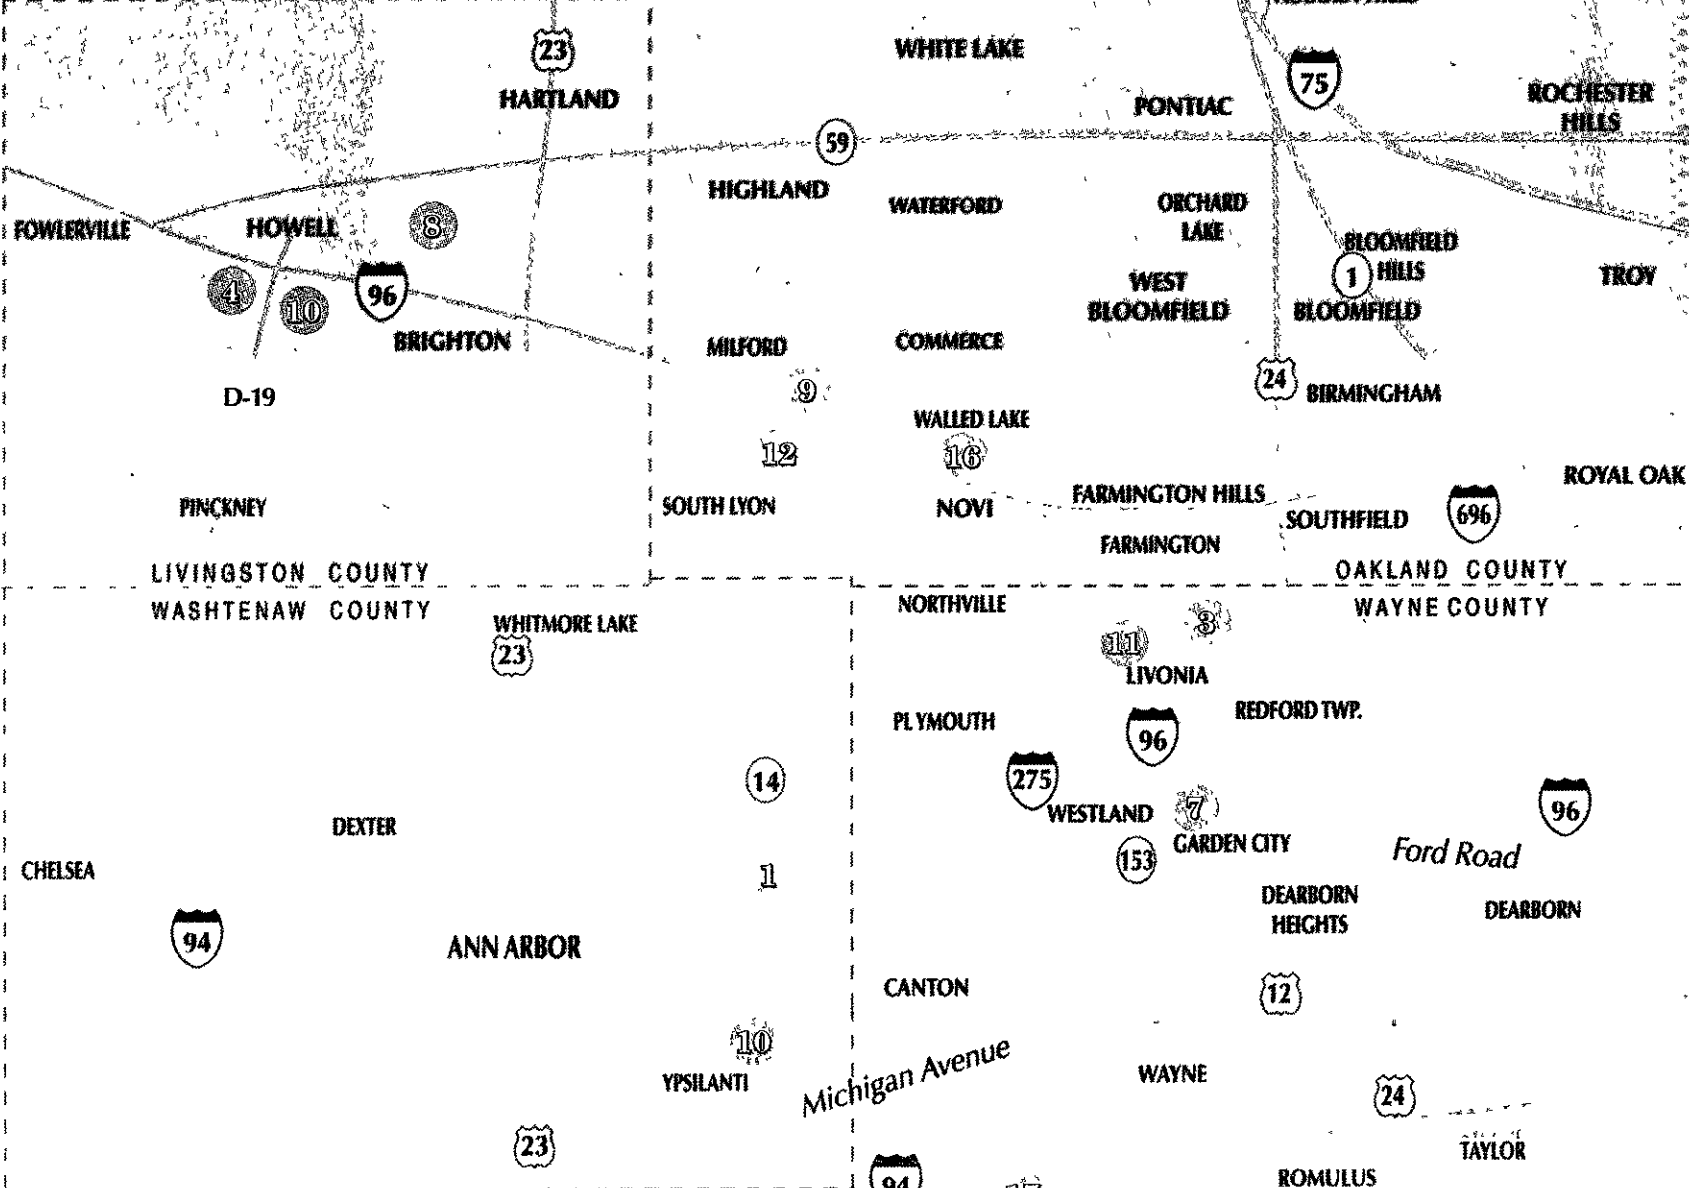 23
WHITE LAKE
75
HARTLAND
PONTIAC
ROCHESTER
HILLS
59
HIGHLAND
WATERFORD
ORCHARD
LAKE
FOWLERVILLE
HOWELL
8
BLOOMFIELD
HILLS
1
TROY
4
10
96
WEST
BLOOMFIELD
BLOOMFIELD
BRIGHTON
MILFORD
COMMERCE
24
BIRMINGHAM
D-19
9
WALLED LAKE
12
16
ROYAL OAK
PINCKNEY
SOUTH LYON
NOVI
FARMINGTON HILLS
SOUTHFIELD
696
FARMINGTON
LIVINGSTON COUNTY
OAKLAND COUNTY
WASHTENAW COUNTY
WAYNE COUNTY
WHITMORE LAKE
23
NORTHVILLE
3
11
LIVONIA
PLYMOUTH
REDFORD TWP.
96
14
275
WESTLAND
7
96
DEXTER
153
GARDEN CITY
Ford Road
CHELSEA
1
DEARBORN
HEIGHTS
DEARBORN
94
ANN ARBOR
CANTON
12
10
YPSILANTI
Michigan Avenue
WAYNE
24
23
TAYLOR
94
ROMULUS